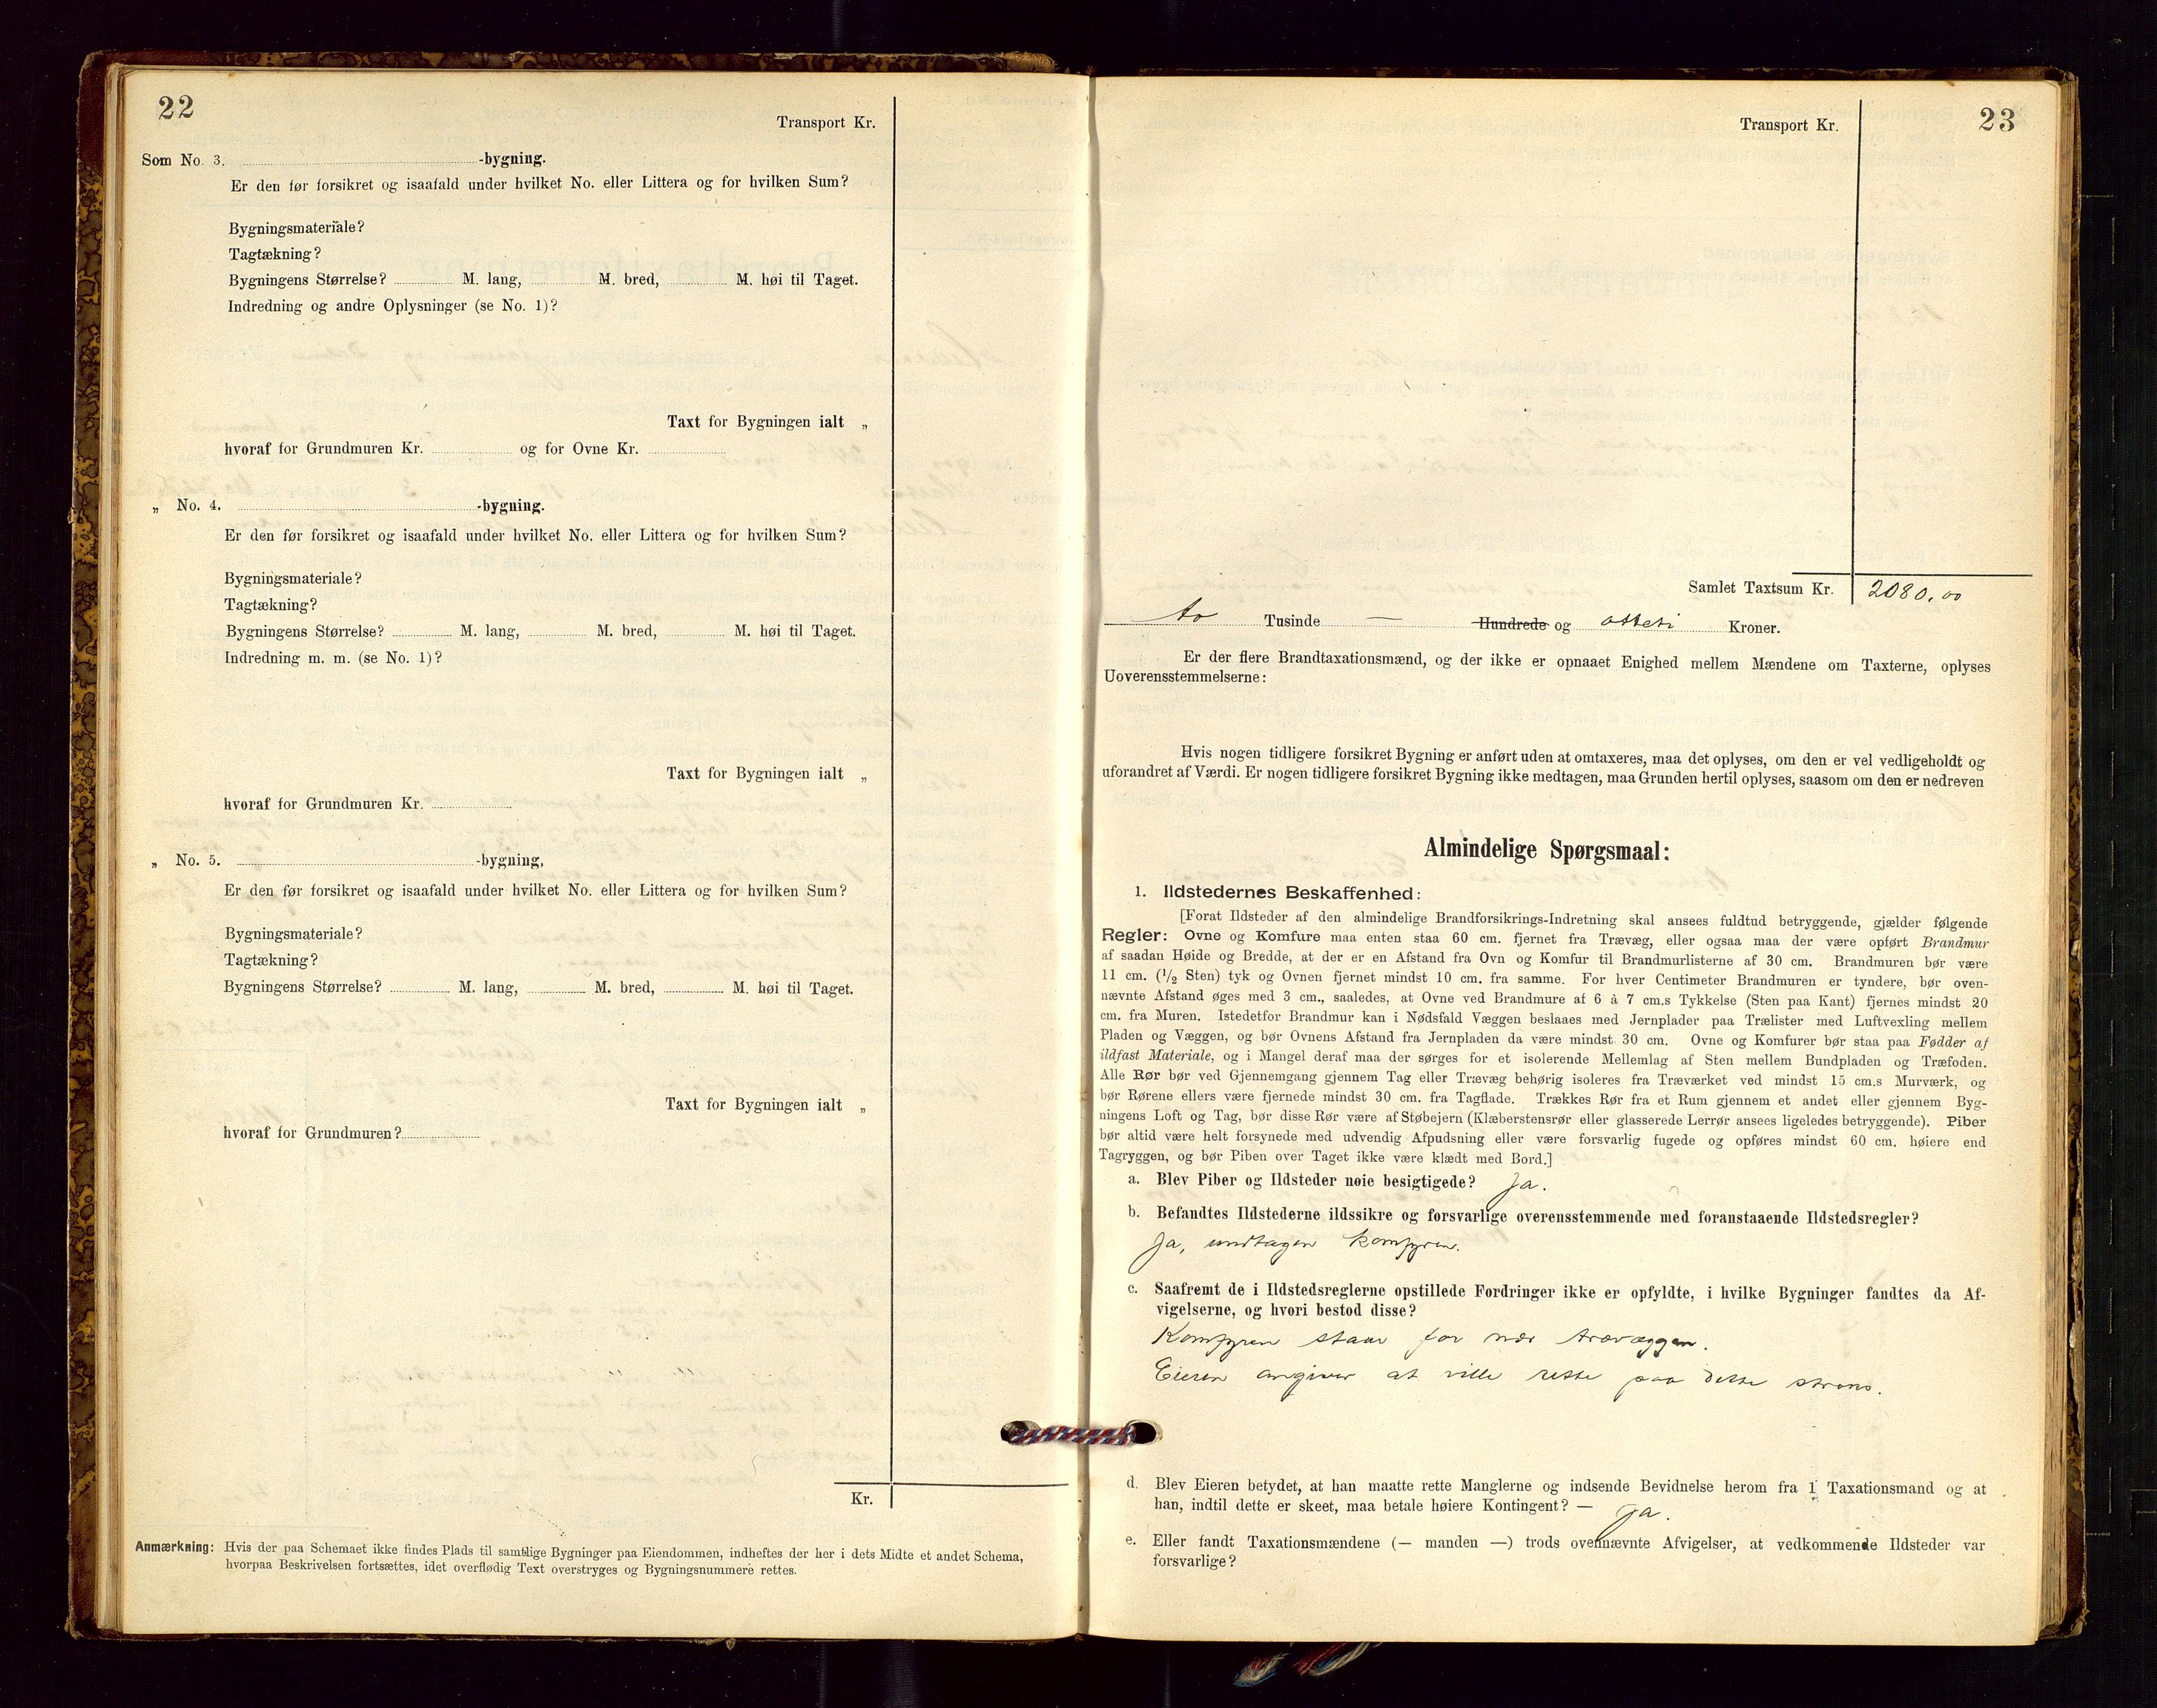 22
Transport Kr.
Som No. 3. -bygning.
Er den før forsikret og isaafald under hvilket No. eller Littera og for hvilken Sum?
Bygningsmateriale?
Tagtækning?
Bygningens Størrelse? M. lang, M. bred, M. høi til Taget.
Indredning og andre Oplysninger (se No. 1)?
Taxt for Bygningen ialt „
hvoraf for Grundmuren Kr. og for Ovne Kr.
„ No. 4. -bygning.
Er den før forsikret og isaafald under hvilket No. eller Littera og for hvilken Sum?
Bygningsmateriale?
Tagtækning?
Bygningens Størrelse? M. lang, M. bred, M. høi til Taget.
Indredning m. m. (se No. 1)?
Taxt for Bygningen ialt „
hvoraf for Grundmuren Kr.
„ No. 5. -bygning,
Er den før forsikret og isaafald under hvilket No. eller Littera og for hvilken Sum?
Bygningsmateriale?
Tagtækning?
Bygningens Størrelse? M. lang, M. bred, M. høi til Taget.
Taxt for Bygningen ialt „
hvoraf for Grundmuren?
Kr.
Anmærkning: Hvis der paa Schemaet ikke findes Plads til samtlige Bygninger paa Eiendommen, indheftes der her i dets Midte et andet Schema,
hvorpaa Beskrivelsen fortsættes, idet overflødig Text overstryges og Bygningsnummere rettes.
23
Transport Kr.
Samlet Taxtsum Kr. 2080,00
to Tusinde — Hundrede og otteti Kroner.
Er der flere Brandtaxationsmænd, og der ikke er opnaaet Enighed mellem Mændene om Taxterne, oplyses
Uoverensstemmelserne:
Hvis nogen tidligere forsikret Bygning er anført uden at omtaxeres, maa det oplyses, om den er vel vedligeholdt og
uforandret af Værdi. Er nogen tidligere forsikret Bygning ikke medtagen, maa Grunden hertil oplyses, saasom om den er nedreven
Almindelige Spørgsmaal:
1. Ildstedernes Beskaffenhed:
[Forat Ildsteder af den almindelige Brandforsikrings-Indretning skal ansees fuldtud betryggende, gjælder følgende
Regler: Ovne og Komfure maa enten staa 60 cm. fjernet fra Trævæg, eller ogsaa maa der være opført Brandmur
af saadan Høide og Bredde, at der er en Afstand fra Ovn og Komfur til Brandmurlisterne af 30 cm. Brandmuren bør være
11 cm. (1/2 Sten) tyk og Ovnen fjernet mindst 10 cm. fra samme. For hver Centimeter Brandmuren er tyndere, bør oven-
nævnte Afstand øges med 3 cm., saaledes, at Ovne ved Brandmure af 6 à 7 cm.s Tykkelse (Sten paa Kant) fjernes mindst 20
cm. fra Muren. Istedetfor Brandmur kan i Nødsfald Væggen beslaaes med Jernplader paa Trælister med Luftvexling mellem
Pladen og Væggen, og bør Ovnens Afstand fra Jernpladen da være mindst 30 cm. Ovne og Komfurer bør staa paa Fødder af
ildfast Materiale, og i Mangel deraf maa der sørges for et isolerende Mellemlag af Sten mellem Bundpladen og Træfoden.
Alle Rør bør ved Gjennemgang gjennem Tag eller Trævæg behørig isoleres fra Træværket ved mindst 15 cm.s Murværk, og
bør Rørene ellers være fjernede mindst 30 cm. fra Tagflade. Trækkes Rør fra et Rum gjennem et andet eller gjennem Byg-
ningens Loft og Tag, bør disse Rør være af Støbejern (Klæberstensrør eller glasserede Lerrør ansees ligeledes betryggende). Piber
bør altid være helt forsynede med udvendig Afpudsning eller være forsvarlig fugede og opføres mindst 60 cm. høiere end
Tagryggen, og bør Piben over Taget ikke være klædt med Bord.]
a. Blev Piber og Ildsteder nøie besigtigede? Ja.
b. Befandtes Ildstederne ildssikre og forsvarlige overensstemmende med foranstaaende Ildstedsregler?
Ja, undtagen komfyren.
c. Saafremt de i Ildstedsreglerne opstillede Fordringer ikke er opfyldte, i hvilke Bygninger fandtes da Af-
vigelserne, og hvori bestod disse?
Komfyren staar for nær trævæggen.
Eieren angiver at ville rette paa dette straks.
d. Blev Eieren betydet, at han maatte rette Manglerne og indsende Bevidnelse herom fra 1 Taxationsmand og at
han, indtil dette er skeet, maa betale høiere Kontingent? — Ja.
e. Eller fandt Taxationsmændene (— manden —) trods ovennævnte Afvigelser, at vedkommende Ildsteder var
forsvarlige?